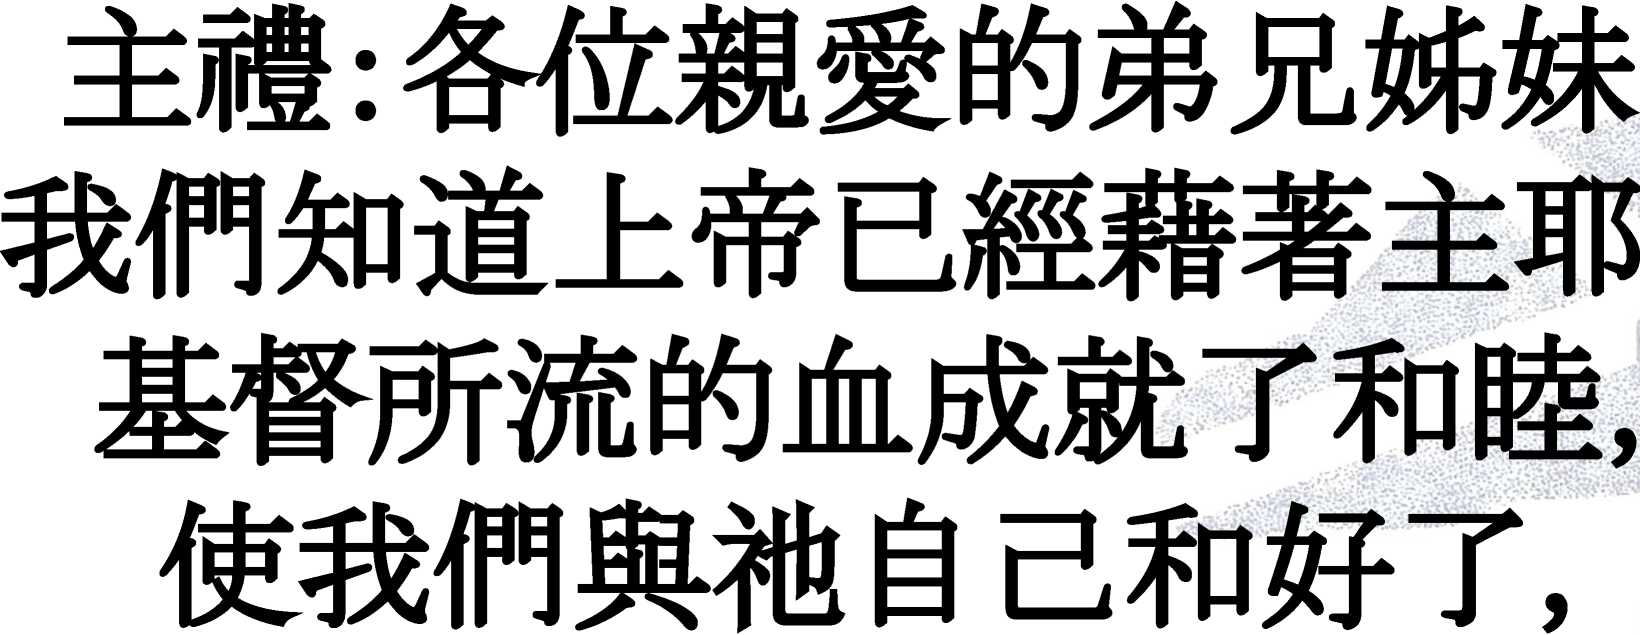 主禮:各位親愛的弟兄姊妹
我們知道上帝已經藉著主耶
基督所流的血成就了和睦,
使我們與祂自己和好了,